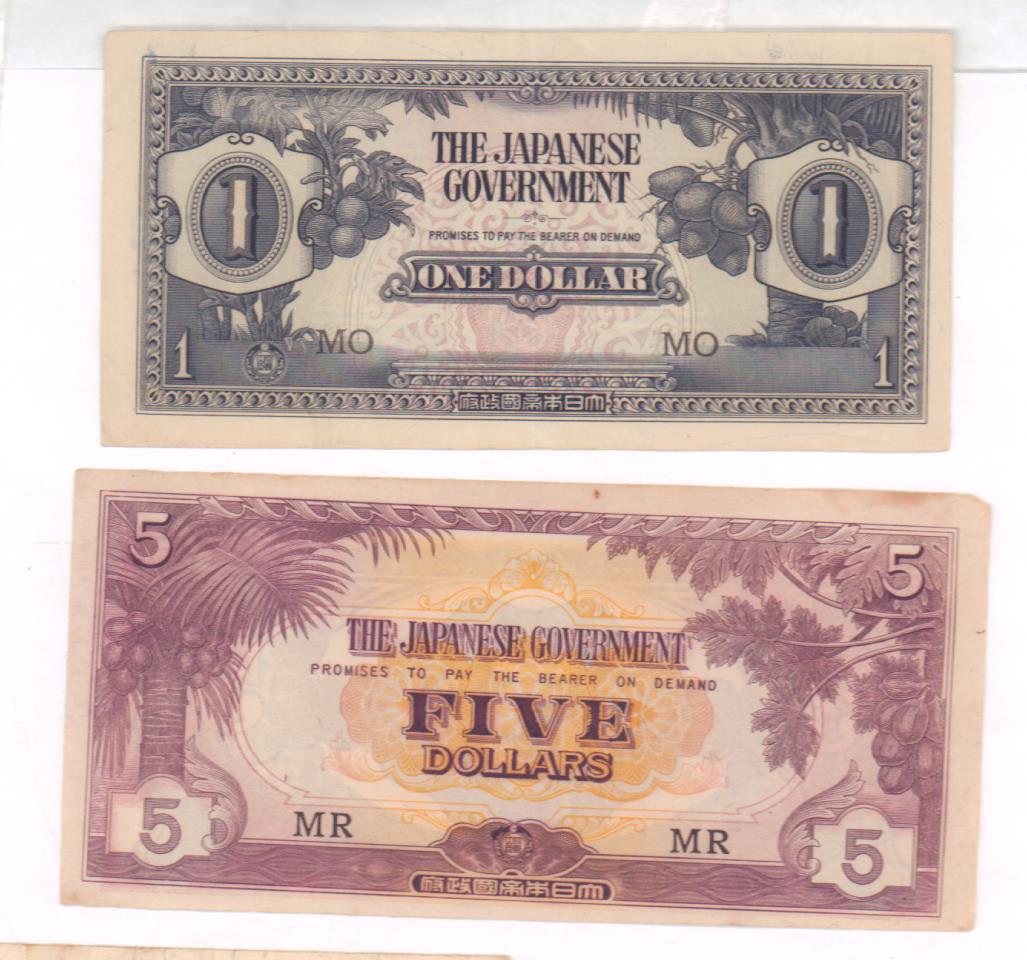 THE JAPANESE
GOVERNMENT
PROMISES TO PAY THE BEARER ON DEMAND
ONE DOLLAR
1 1
MO MO
1 1
府政國帝本日大
5 5
THE JAPANESE GOVERNMENT
PROMISES TO PAY THE BEARER ON DEMAND
FIVE
DOLLARS
MR MR
5 5
府政國帝本日大